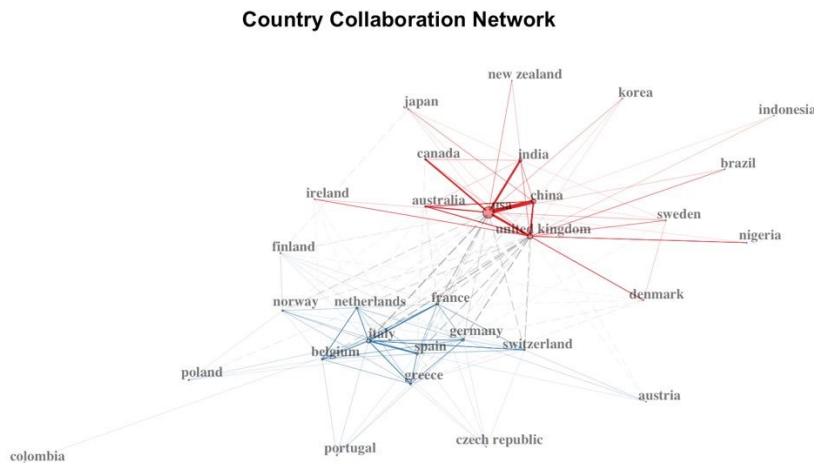 Country Collaboration Network
new zealand
korea
japan
indonesia
canada
india
brazil
ireland
china
australia
usa
sweden
united kingdom
nigeria
finland
denmark
norway
netherlands
france
italy
germany
belgium
spain
switzerland
poland
greece
austria
czech republic
portugal
colombia